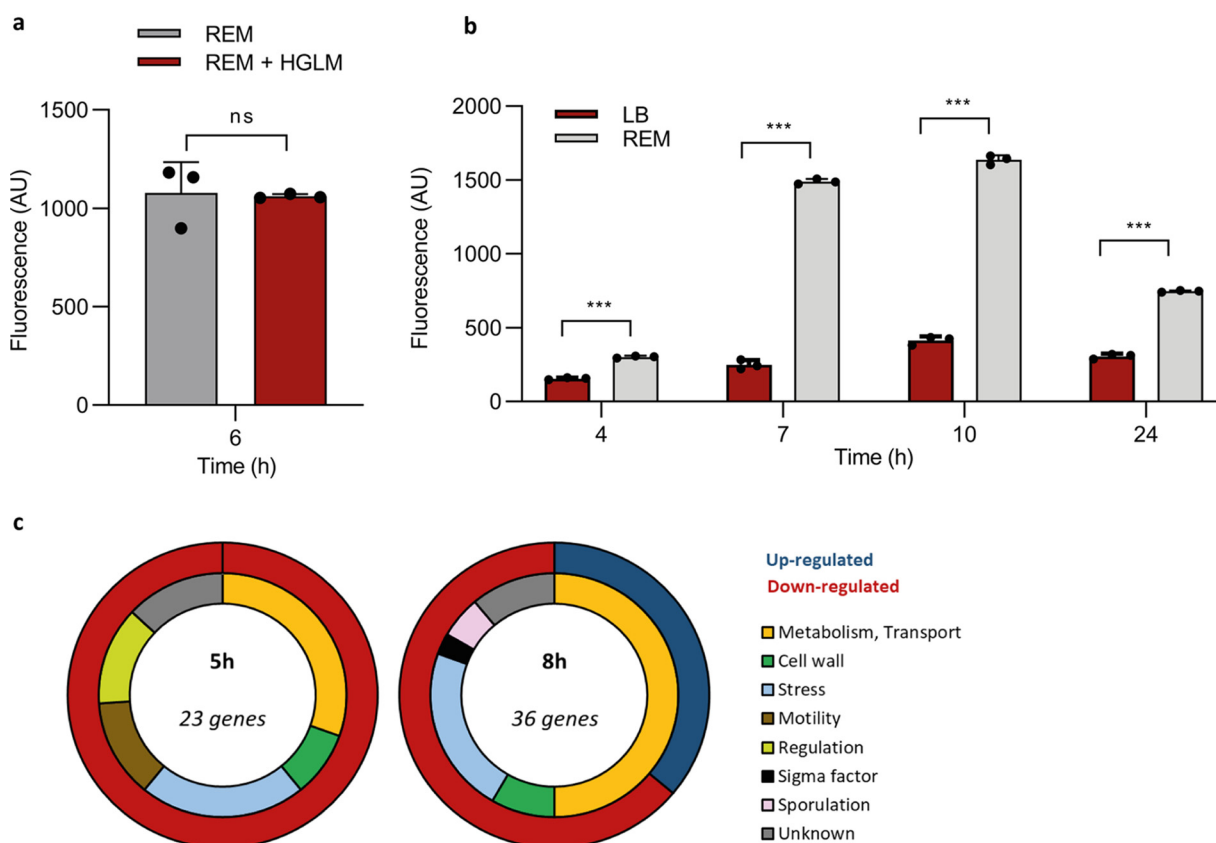 a
REM
REM + HGLM
1500
1000
500
0
Fluorescence (AU)
ns
6
Time (h)
b
LB
REM
2000
1500
1000
500
0
Fluorescence (AU)
***
***
***
***
4
7
10
24
Time (h)
c
5h
23 genes
8h
36 genes
Up-regulated
Down-regulated
Metabolism, Transport
Cell wall
Stress
Motility
Regulation
Sigma factor
Sporulation
Unknown